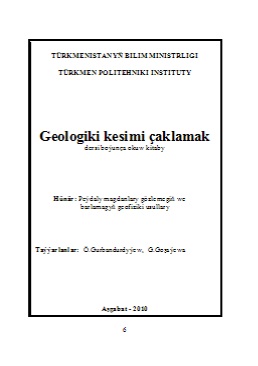 TÜRKMENISTANYŇ BILIM MINISTRLIGI
TÜRKMEN POLITEHNIKI INSTITUTY
Geologiki kesimi çaklamak
dersi boýunça okuw kitaby
Hünär: Peýdaly magdanlary gözlemegiň we
barlamagyň geofiziki usullary
Taýýarlanlar: Ö.Gurbandurdyýew, G.Goşaýewa
Aşgabat - 2010
6